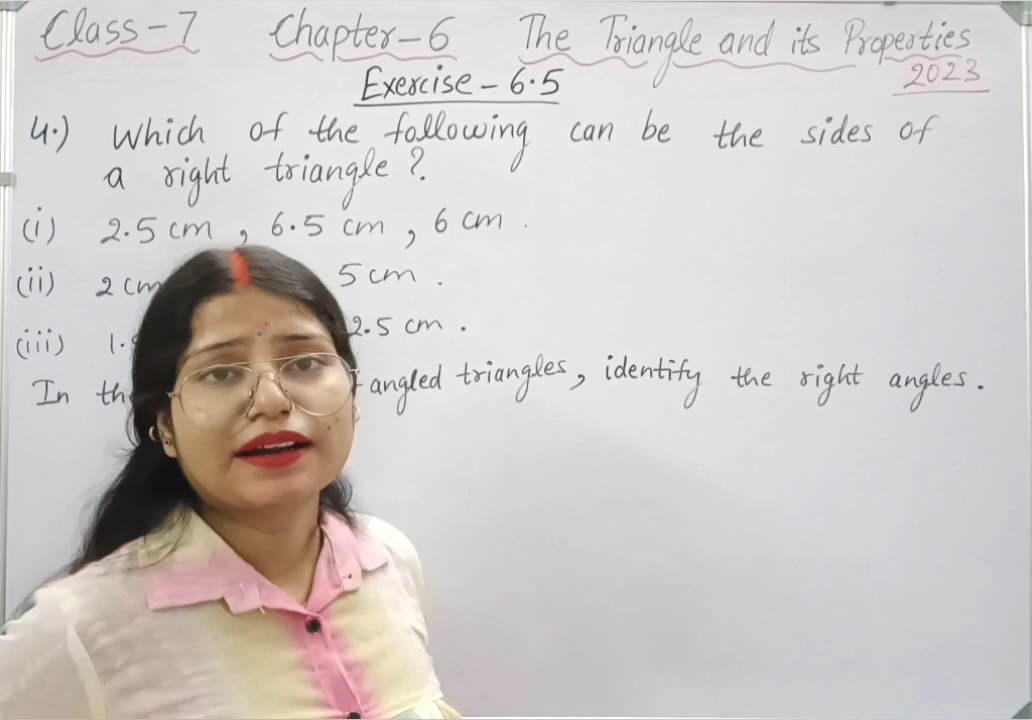 Class-7 Chapter-6 The Triangle and its Properties
2023
Exercise-6.5
4.) Which of the following can be the sides of
a right triangle?
(i) 2.5 cm, 6.5 cm, 6 cm.
(ii) 2 cm 5 cm.
(iii) 2.5 cm.
In angled triangles, identify the right angles.